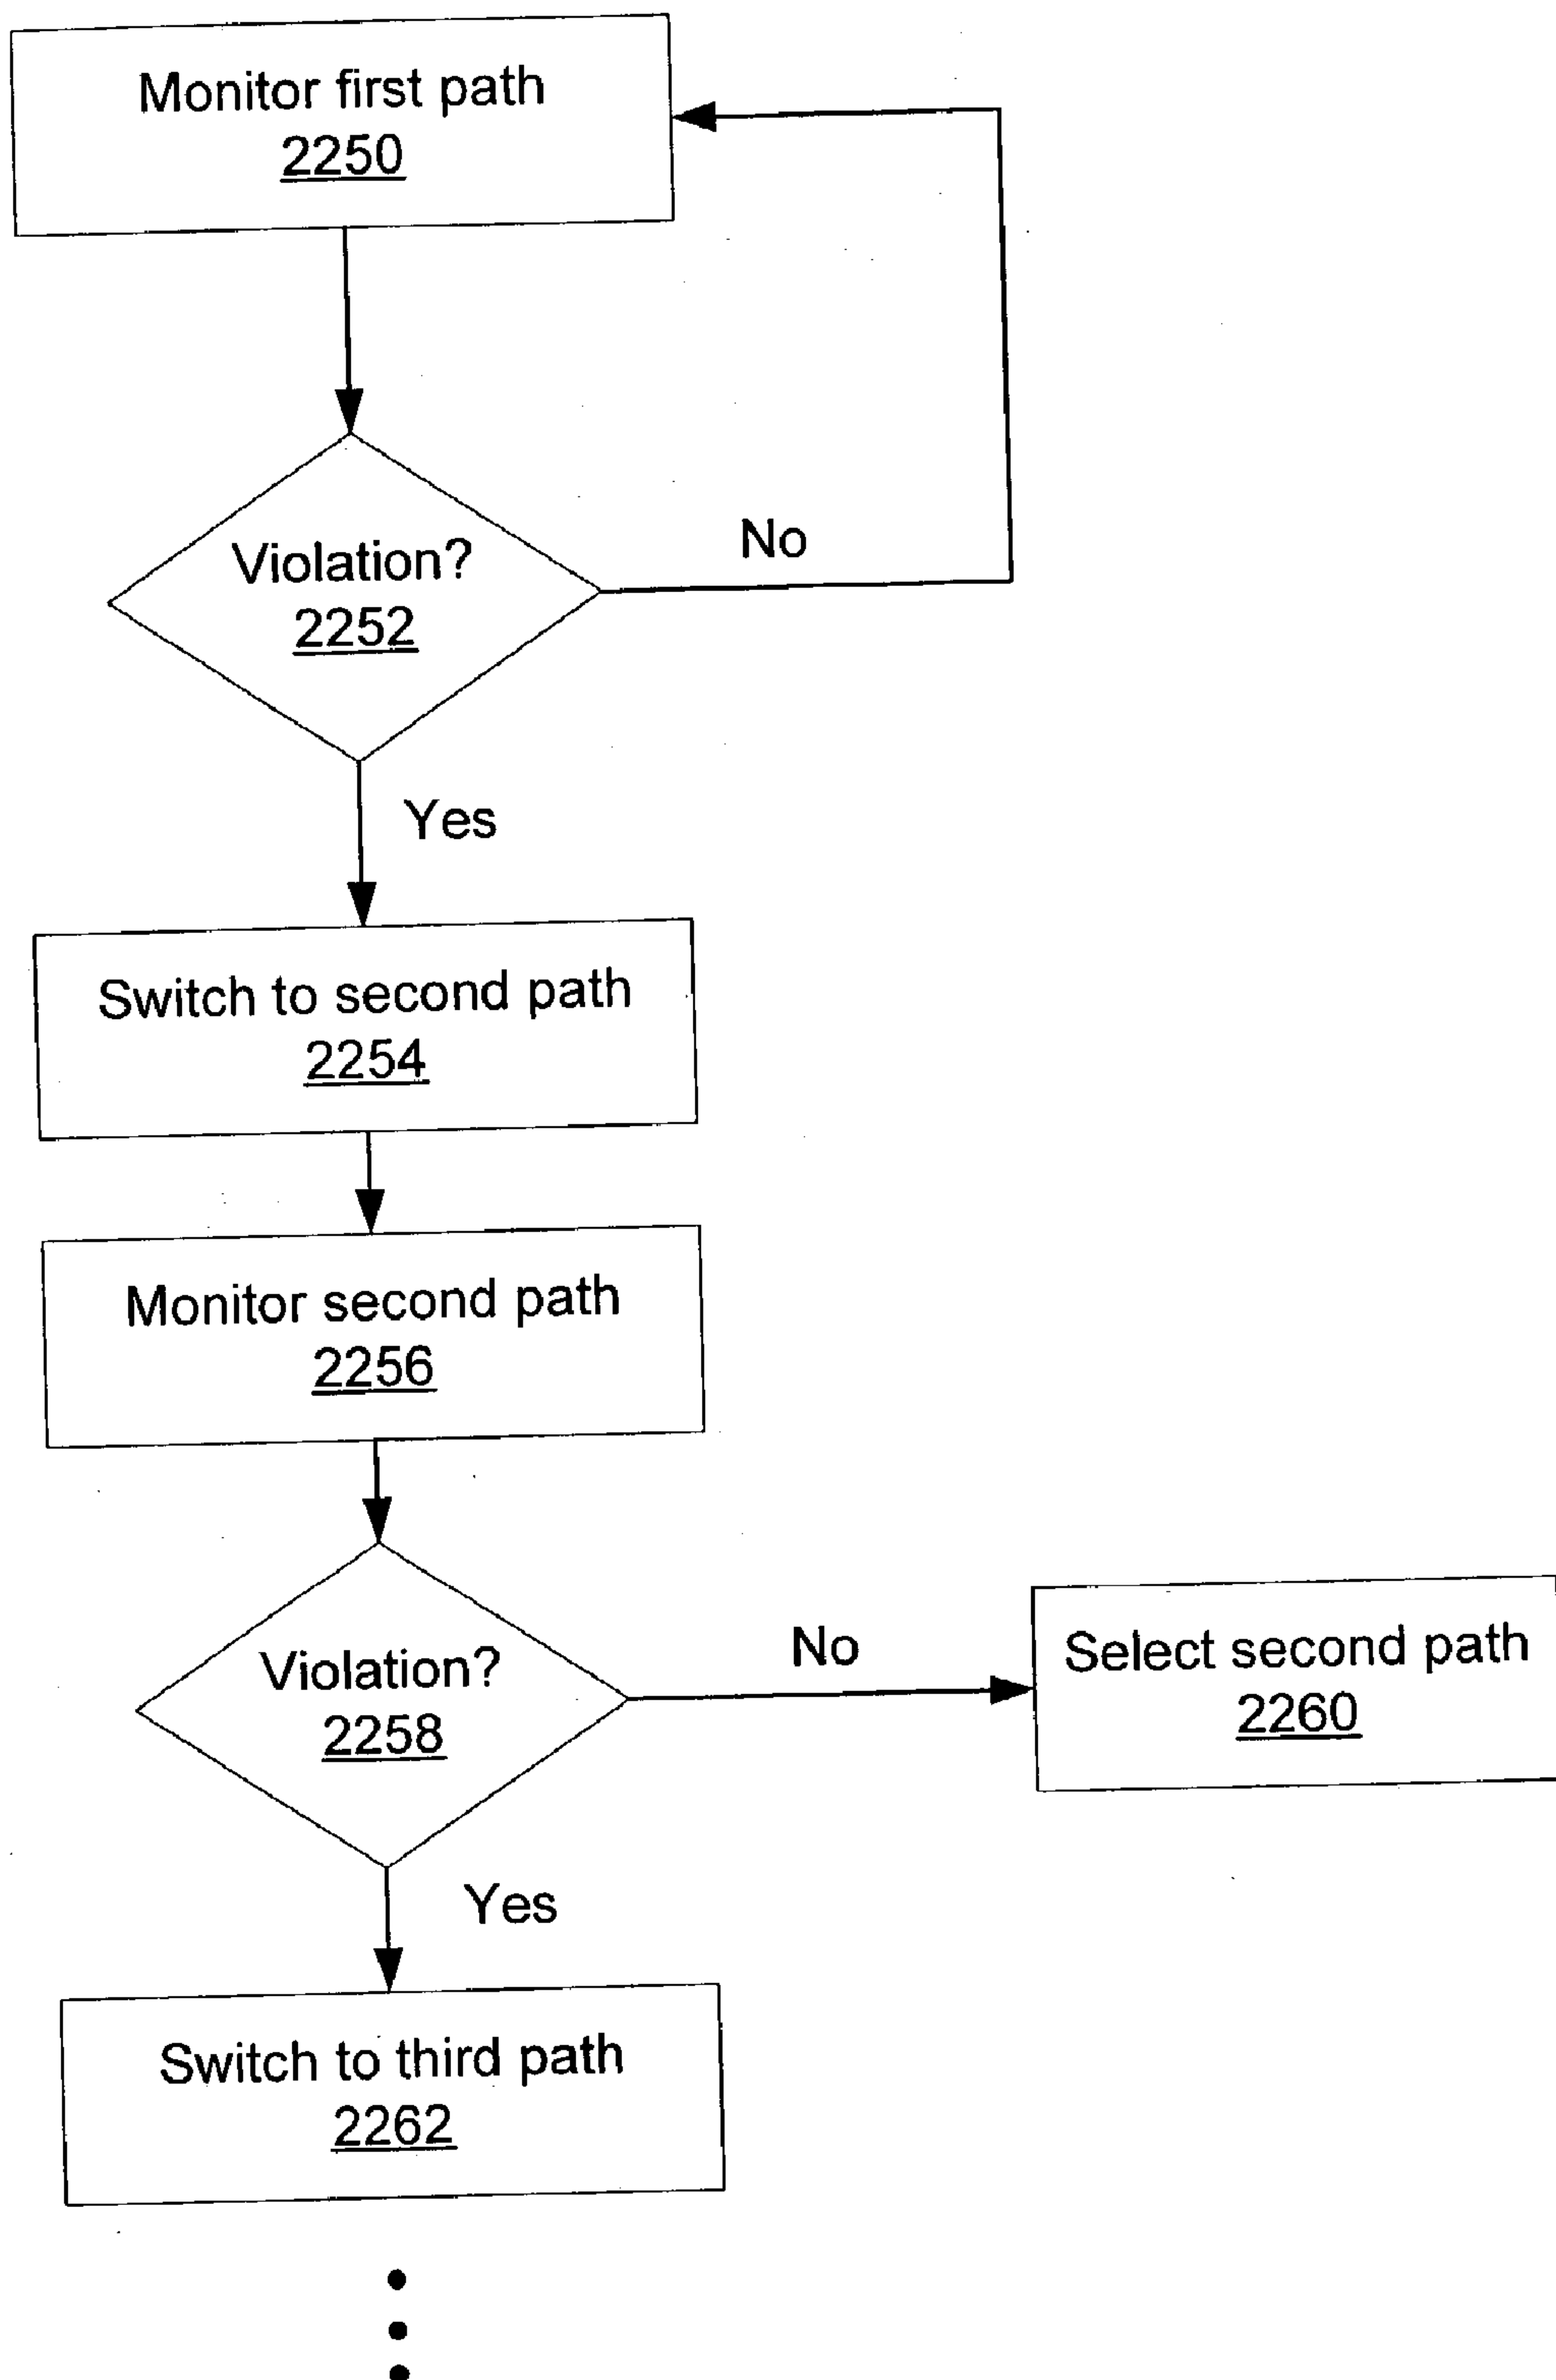 Monitor first path
2250
Violation?
2252
No
Yes
Switch to second path
2254
Monitor second path
2256
Violation?
2258
No
Select second path
2260
Yes
Switch to third path
2262